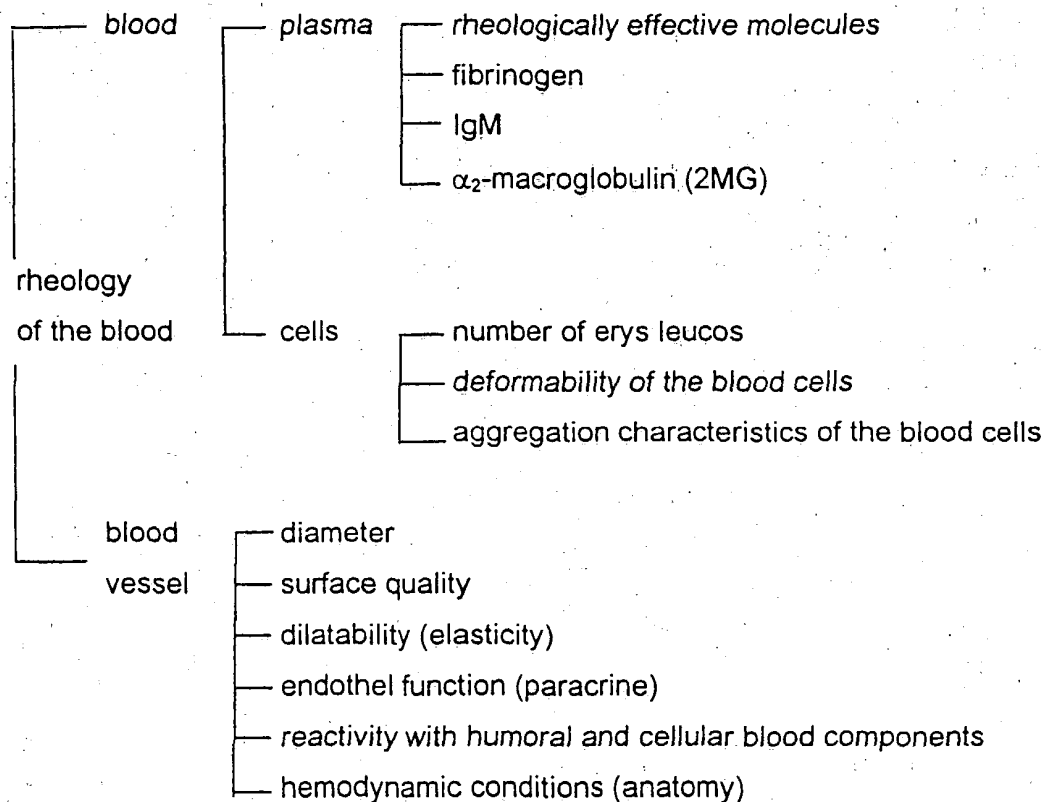 blood plasma rheologically effective molecules
fibrinogen
IgM
α₂-macroglobulin (2MG)
rheology
of the blood cells number of erys leucos
deformability of the blood cells
aggregation characteristics of the blood cells
blood diameter
vessel surface quality
dilatability (elasticity)
endothel function (paracrine)
reactivity with humoral and cellular blood components
hemodynamic conditions (anatomy)